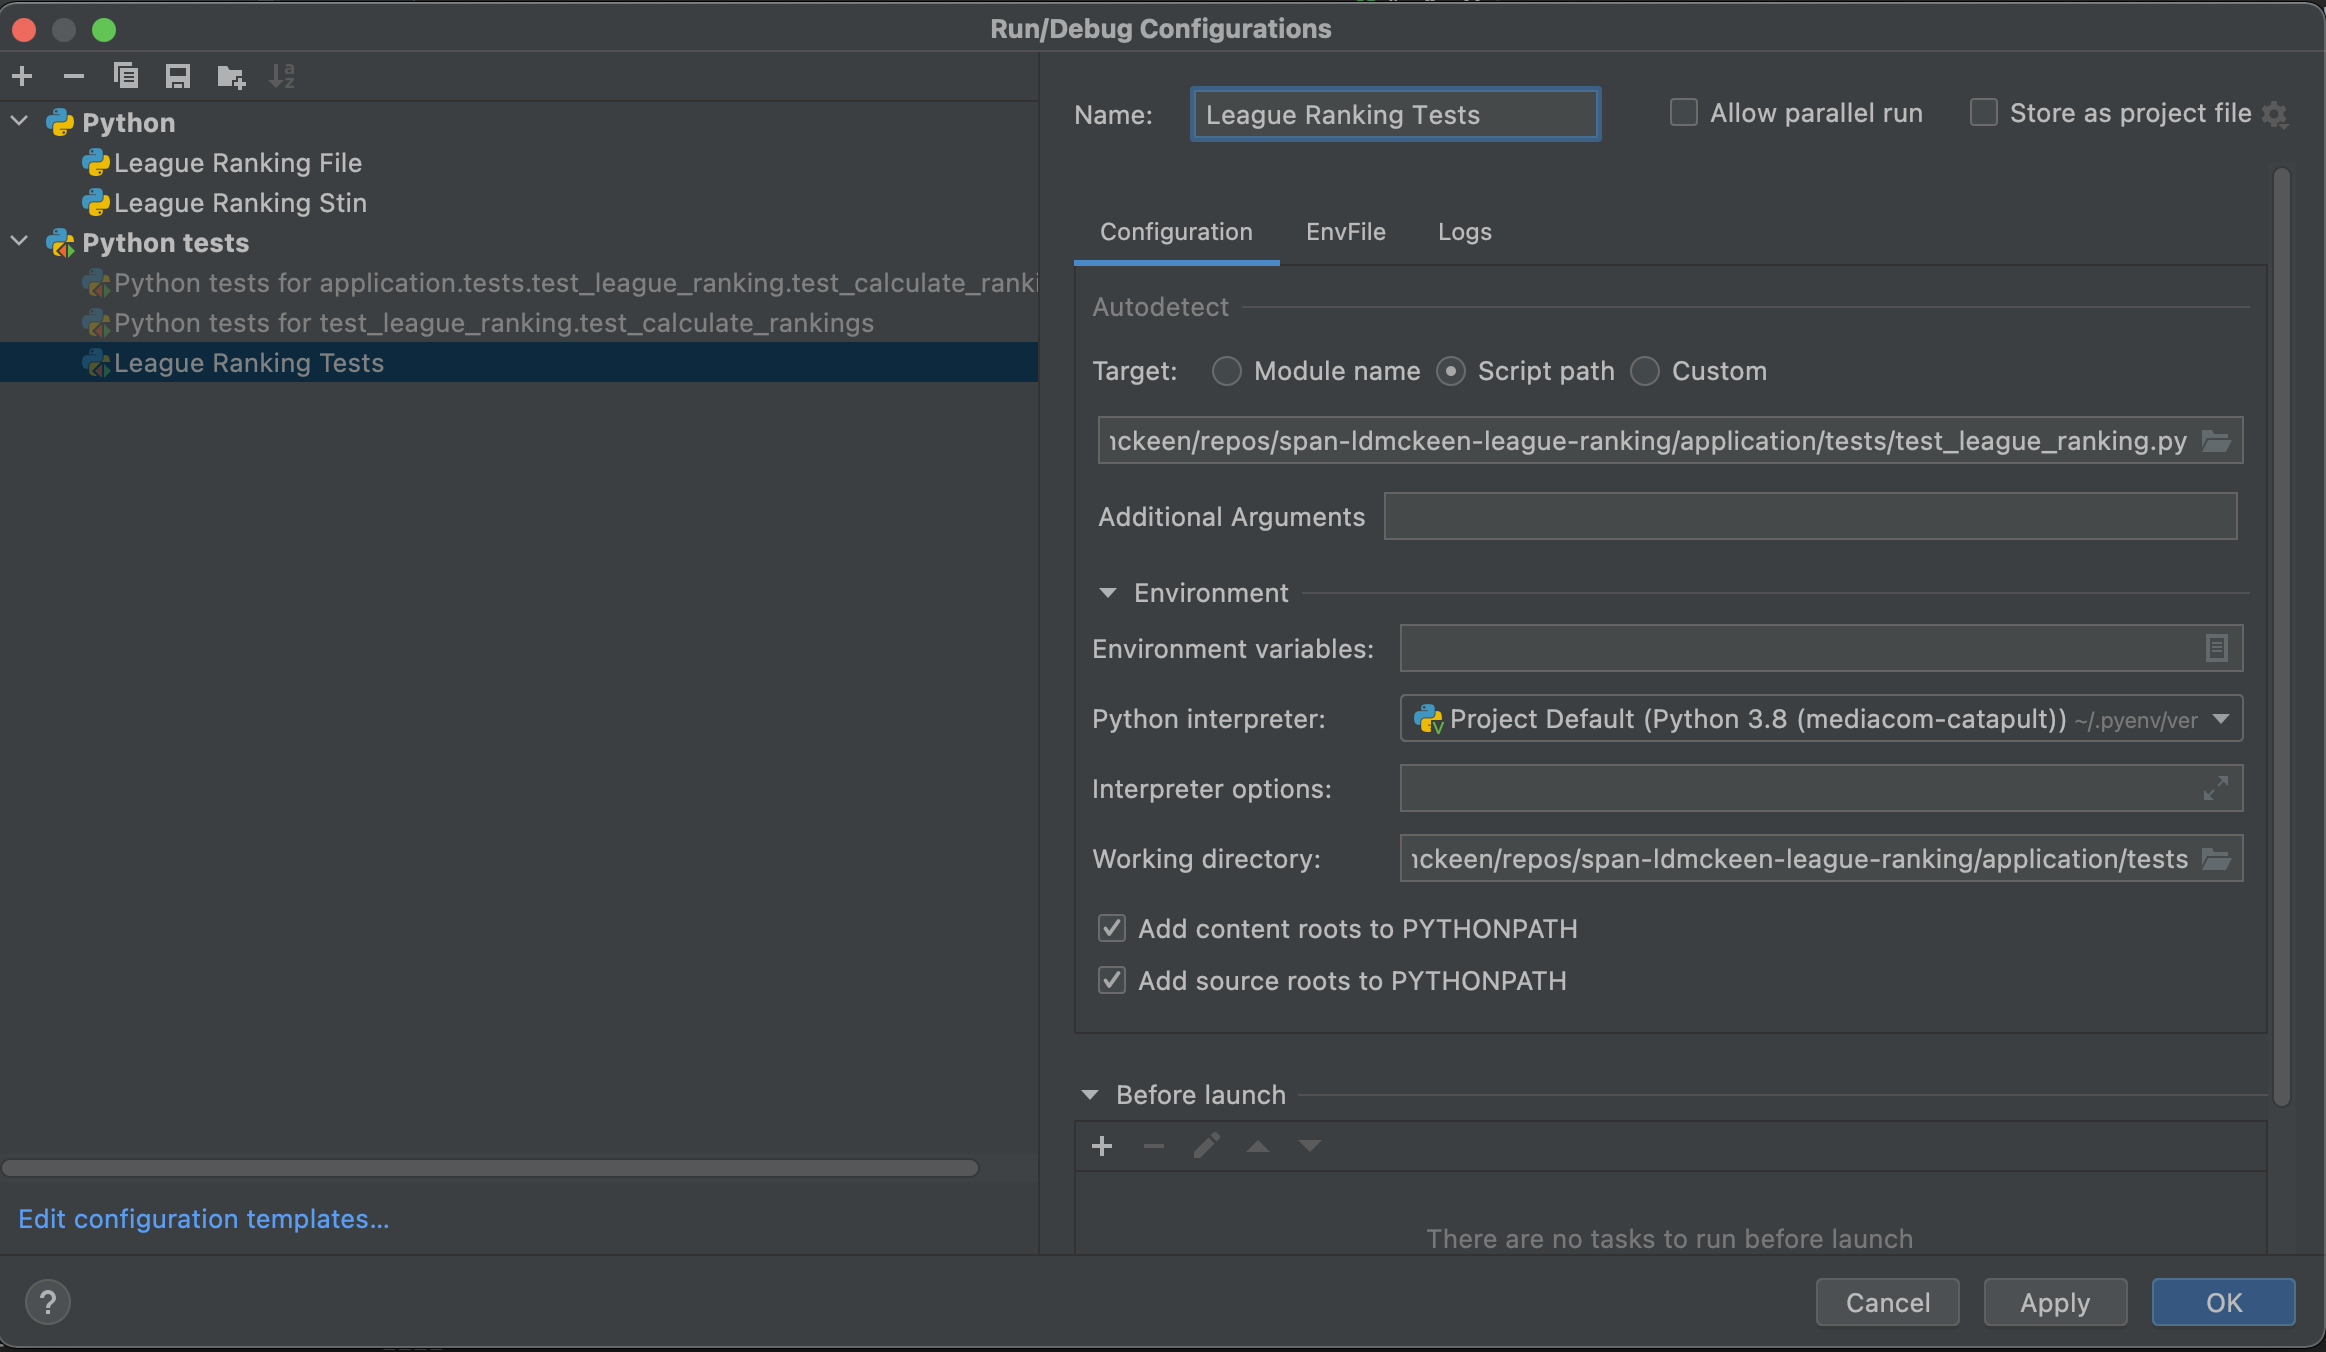 Run/Debug Configurations
Python
League Ranking File
League Ranking Stin
Python tests
Python tests for application.tests.test_league_ranking.test_calculate_ranki
Python tests for test_league_ranking.test_calculate_rankings
League Ranking Tests
Edit configuration templates...
Name: League Ranking Tests Allow parallel run Store as project file
Configuration EnvFile Logs
Autodetect
Target: Module name Script path Custom
ckeen/repos/span-ldmckeen-league-ranking/application/tests/test_league_ranking.py
Additional Arguments
Environment
Environment variables:
Python interpreter: Project Default (Python 3.8 (mediacom-catapult)) ~/.pyenv/ver
Interpreter options:
Working directory: ckeen/repos/span-ldmckeen-league-ranking/application/tests
Add content roots to PYTHONPATH
Add source roots to PYTHONPATH
Before launch
There are no tasks to run before launch
? Cancel Apply OK